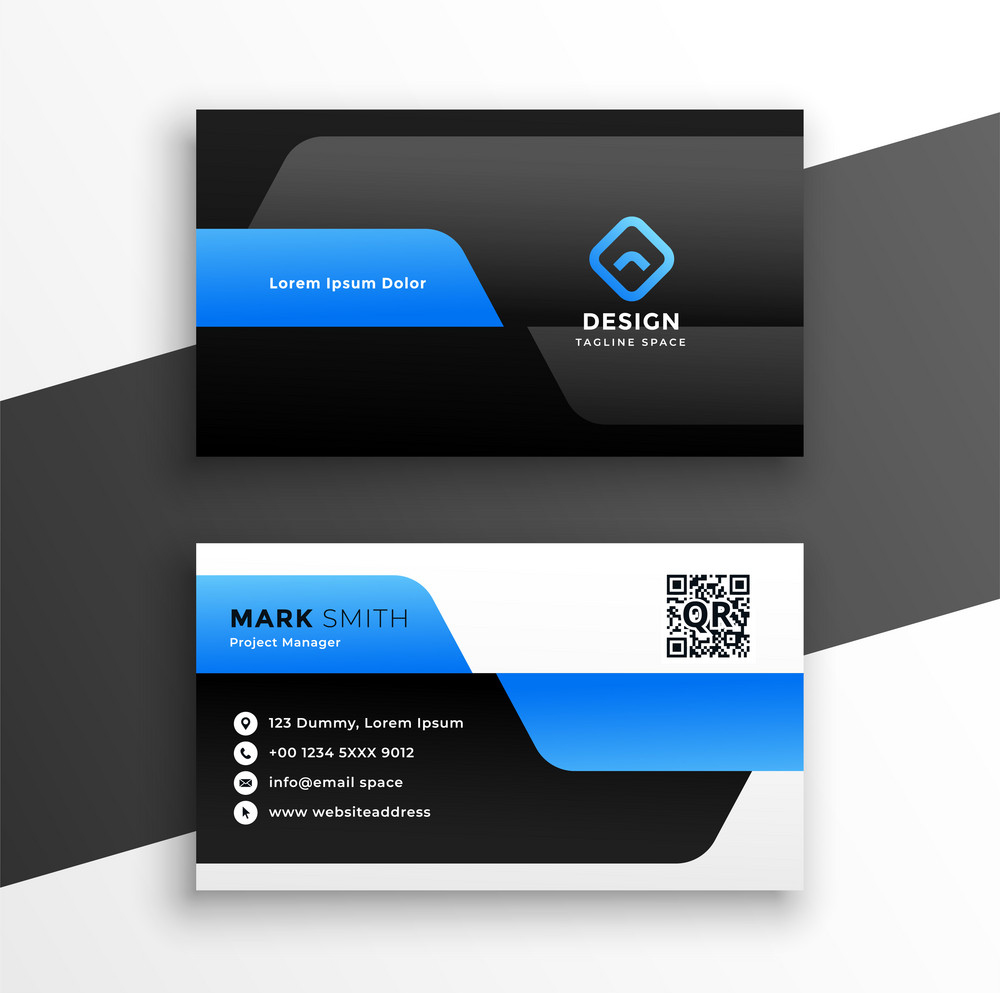 Lorem Ipsum Dolor
DESIGN
TAGLINE SPACE
MARK SMITH
Project Manager
QR
123 Dummy, Lorem Ipsum
+00 1234 5XXX 9012
info@email space
www websiteaddress